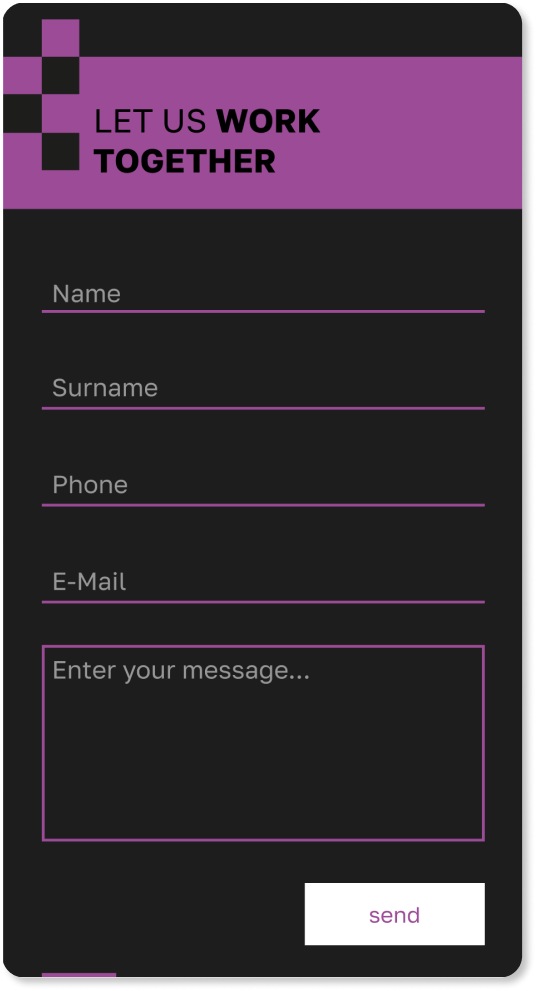 LET US WORK
TOGETHER
Name
Surname
Phone
E-Mail
Enter your message...
send